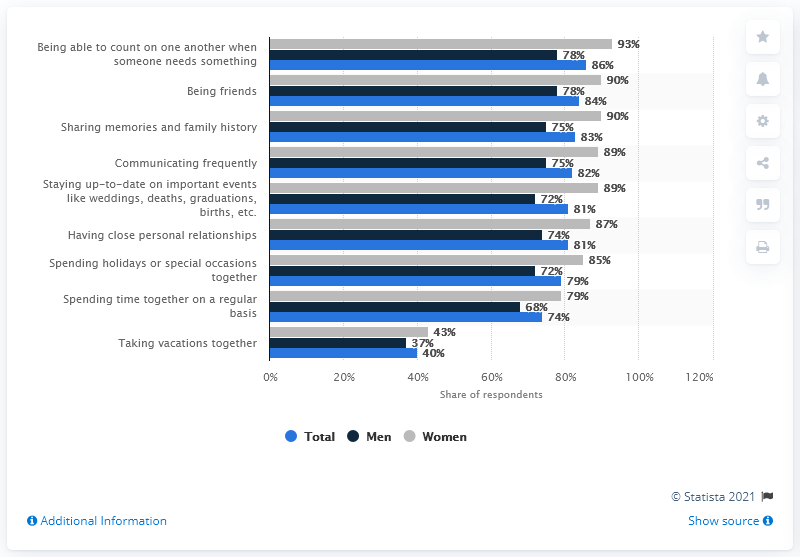 Being able to count on one another when
someone needs something
93%
78%
86%
Being friends
90%
78%
84%
Sharing memories and family history
90%
75%
83%
Communicating frequently
89%
75%
82%
Staying up-to-date on important events
like weddings, deaths, graduations,
births, etc.
89%
72%
81%
Having close personal relationships
87%
74%
81%
Spending holidays or special occasions
together
85%
72%
79%
Spending time together on a regular
basis
79%
68%
74%
Taking vacations together
43%
37%
40%
0% 20% 40% 60% 80% 100% 120%
Share of respondents
Total Men Women
© Statista 2021
Additional Information
Show source